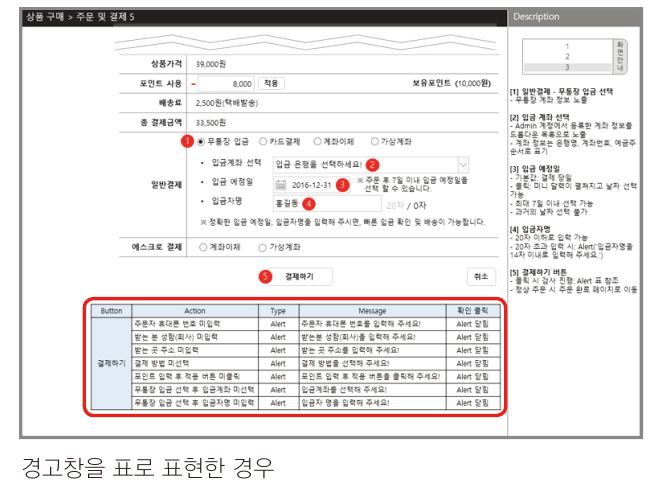 상품 구매 > 주문 및 결제 5
상품가격 39,000원
포인트 사용 - 8,000 적용 보유포인트 (10,000원)
배송료 2,500원(택배발송)
총 결제금액 33,500원
일반결제
1 무통장 입금 카드결제 계좌이체 가상계좌
• 입금계좌 선택 입금 은행을 선택하세요! 2
• 입금 예정일 2016-12-31 3 ※ 주문 후 7일 이내 입금 예정일을
선택 할 수 있습니다.
• 입금자명 홍길동 4 20자 / 0자
※ 정확한 입금 예정일, 입금자명을 입력해 주시면, 빠른 입금 확인 및 배송이 가능합니다.
에스크로 결제 계좌이체 가상계좌
5 결제하기 취소
Button Action Type Message 확인 클릭
결제하기
주문자 휴대폰 번호 미입력 Alert 주문자 휴대폰 번호를 입력해 주세요! Alert 닫힘
받는 분 성함(회사) 미입력 Alert 받는분 성함(회사)을 입력해 주세요! Alert 닫힘
받는 곳 주소 미입력 Alert 받는 곳 주소를 입력해 주세요! Alert 닫힘
결제 방법 미선택 Alert 결제 방법을 선택해 주세요! Alert 닫힘
포인트 입력 후 적용 버튼 미클릭 Alert 포인트 입력 후 적용 버튼을 클릭해 주세요! Alert 닫힘
무통장 입금 선택 후 입금계좌 미선택 Alert 입금계좌를 선택해 주세요! Alert 닫힘
무통장 입금 선택 후 입금자명 미입력 Alert 입금자 명을 입력해 주세요! Alert 닫힘
Description
1
2
3
화면안내
[1] 일반결제 - 무통장 입금 선택
- 무통장 계좌 정보 노출
[2] 입금 계좌 선택
- Admin 계정에서 등록한 계좌 정보를
드롭다운 목록으로 노출
- 계좌 정보는 은행명, 계좌번호, 예금주
순서로 표기
[3] 입금 예정일
- 기본값: 결제 당일
- 클릭: 미니 달력이 펼쳐지고 날짜 선택
가능
- 최대 7일 이내 선택 가능
- 과거의 날짜 선택 불가
[4] 입금자명
- 20자 이하로 입력 가능
- 20자 초과 입력 시: Alert('입금자명을
14자 이내로 입력해 주세요.')
[5] 결제하기 버튼
- 클릭 시 검사 진행: Alert 표 참조
- 정상 주문 시 주문 완료 페이지로 이동
경고창을 표로 표현한 경우